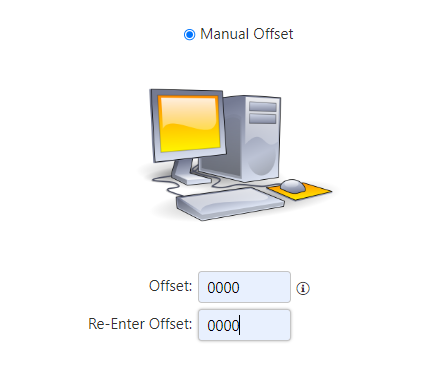 Manual Offset
Offset: 0000
Re-Enter Offset: 0000